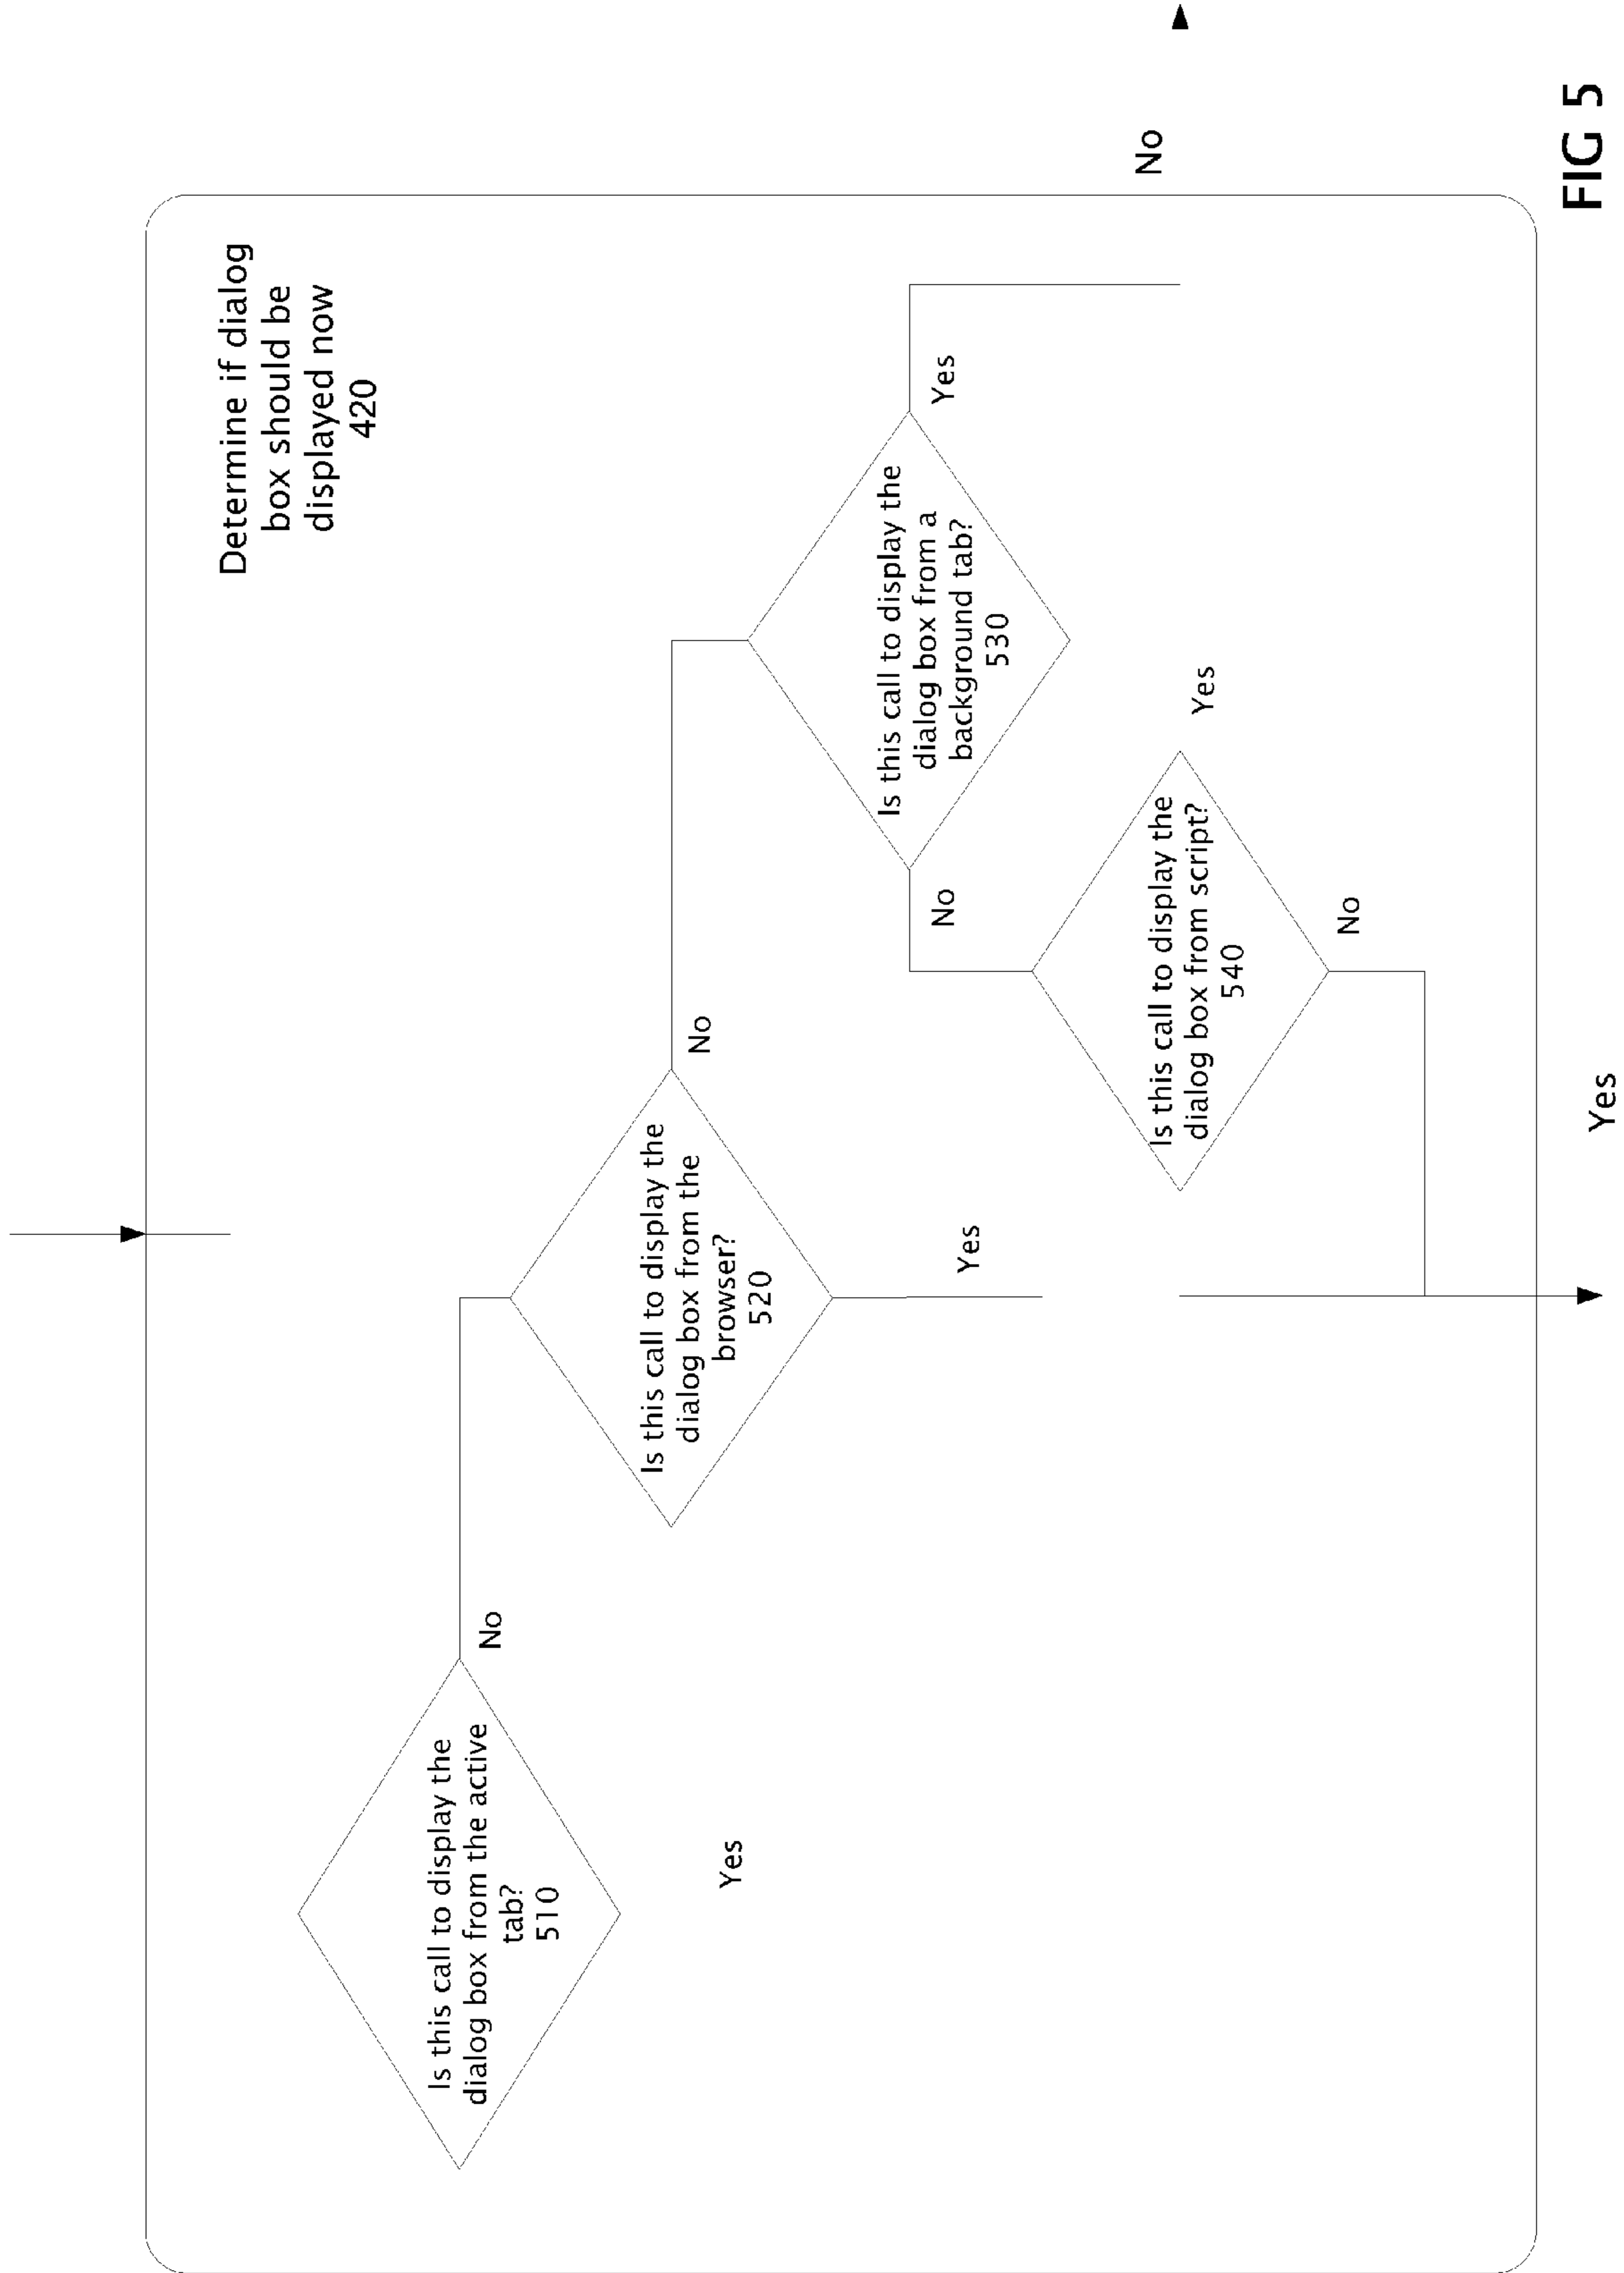 Determine if dialog
box should be
displayed now
420
Is this call to display the
dialog box from the active
tab?
510
No
Yes
Is this call to display the
dialog box from the
browser?
520
No
Yes
Is this call to display the
dialog box from a
background tab?
530
Yes
No
Is this call to display the
dialog box from script?
540
Yes
No
No
Yes
FIG 5